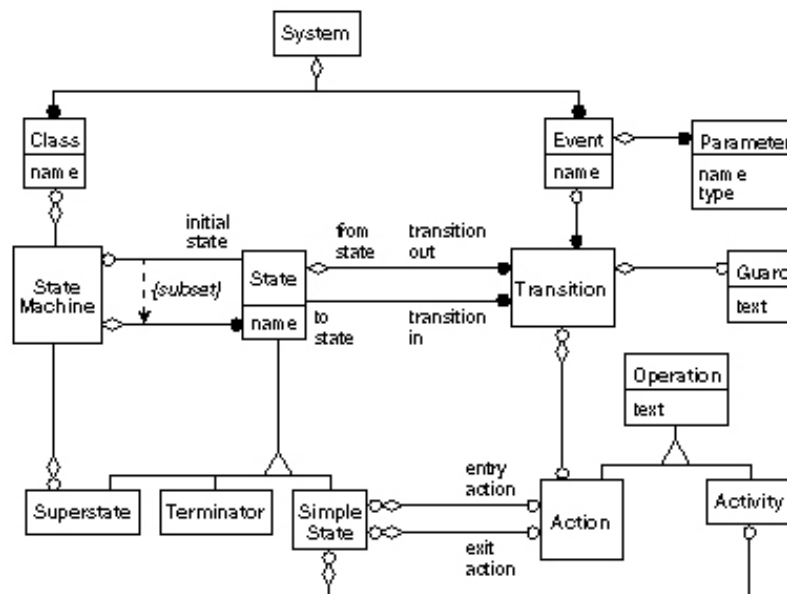 System
Class
name
Event
name
Parameter
name
type
initial
state
from
state
transition
out
State
Machine
{subset}
State
name
to
state
transition
in
Transition
Guard
text
Operation
text
Superstate
Terminator
Simple
State
entry
action
exit
action
Action
Activity